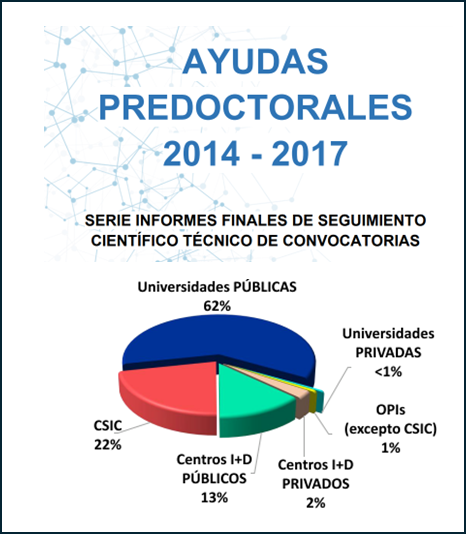 AYUDAS
PREDOCTORALES
2014 - 2017
SERIE INFORMES FINALES DE SEGUIMIENTO
CIENTÍFICO TÉCNICO DE CONVOCATORIAS
Universidades PÚBLICAS
62%
Universidades
PRIVADAS
<1%
OPIs
(excepto CSIC)
1%
Centros I+D
PRIVADOS
2%
Centros I+D
PÚBLICOS
13%
CSIC
22%